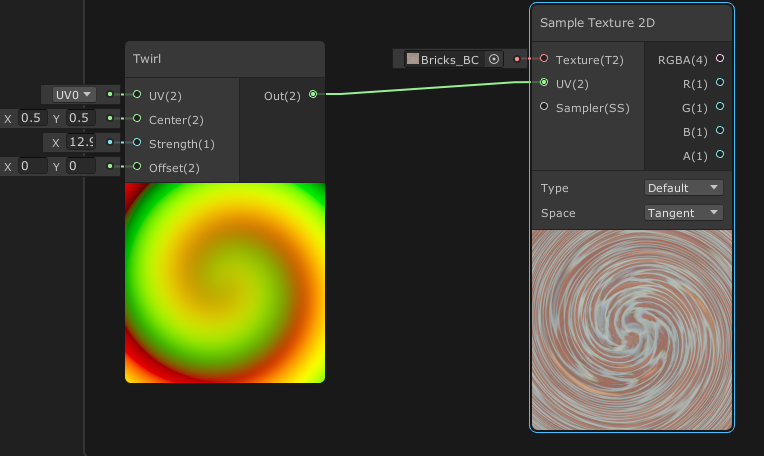 Twirl
UV0
UV(2)
Out(2)
X 0.5 Y 0.5
Center(2)
X 12.9
Strength(1)
X 0 Y 0
Offset(2)
Sample Texture 2D
Bricks_BC
Texture(T2)
RGBA(4)
UV(2)
R(1)
Sampler(SS)
G(1)
B(1)
A(1)
Type
Default
Space
Tangent